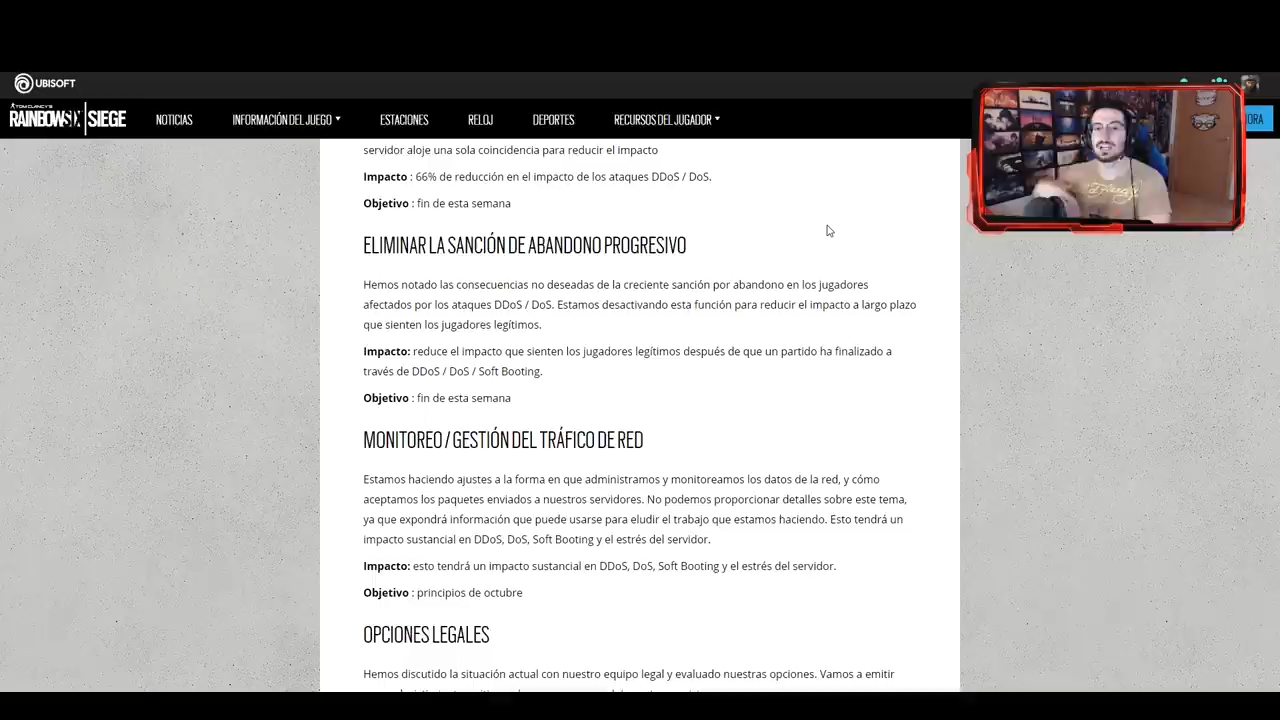 UBISOFT
TOM CLANCY'S
RAINBOWSIX | SIEGE
NOTICIAS
INFORMACIÓN DEL JUEGO
ESTACIONES
RELOJ
DEPORTES
RECURSOS DEL JUGADOR
servidor aloje una sola coincidencia para reducir el impacto
Impacto : 66% de reducción en el impacto de los ataques DDoS / DoS.
Objetivo : fin de esta semana
ELIMINAR LA SANCIÓN DE ABANDONO PROGRESIVO
Hemos notado las consecuencias no deseadas de la creciente sanción por abandono en los jugadores
afectados por los ataques DDoS / DoS. Estamos desactivando esta función para reducir el impacto a largo plazo
que sienten los jugadores legítimos.
Impacto: reduce el impacto que sienten los jugadores legítimos después de que un partido ha finalizado a
través de DDoS / DoS / Soft Booting.
Objetivo : fin de esta semana
MONITOREO / GESTIÓN DEL TRÁFICO DE RED
Estamos haciendo ajustes a la forma en que administramos y monitoreamos los datos de la red, y cómo
aceptamos los paquetes enviados a nuestros servidores. No podemos proporcionar detalles sobre este tema,
ya que expondrá información que puede usarse para eludir el trabajo que estamos haciendo. Esto tendrá un
impacto sustancial en DDoS, DoS, Soft Booting y el estrés del servidor.
Impacto: esto tendrá un impacto sustancial en DDoS, DoS, Soft Booting y el estrés del servidor.
Objetivo : principios de octubre
OPCIONES LEGALES
Hemos discutido la situación actual con nuestro equipo legal y evaluado nuestras opciones. Vamos a emitir